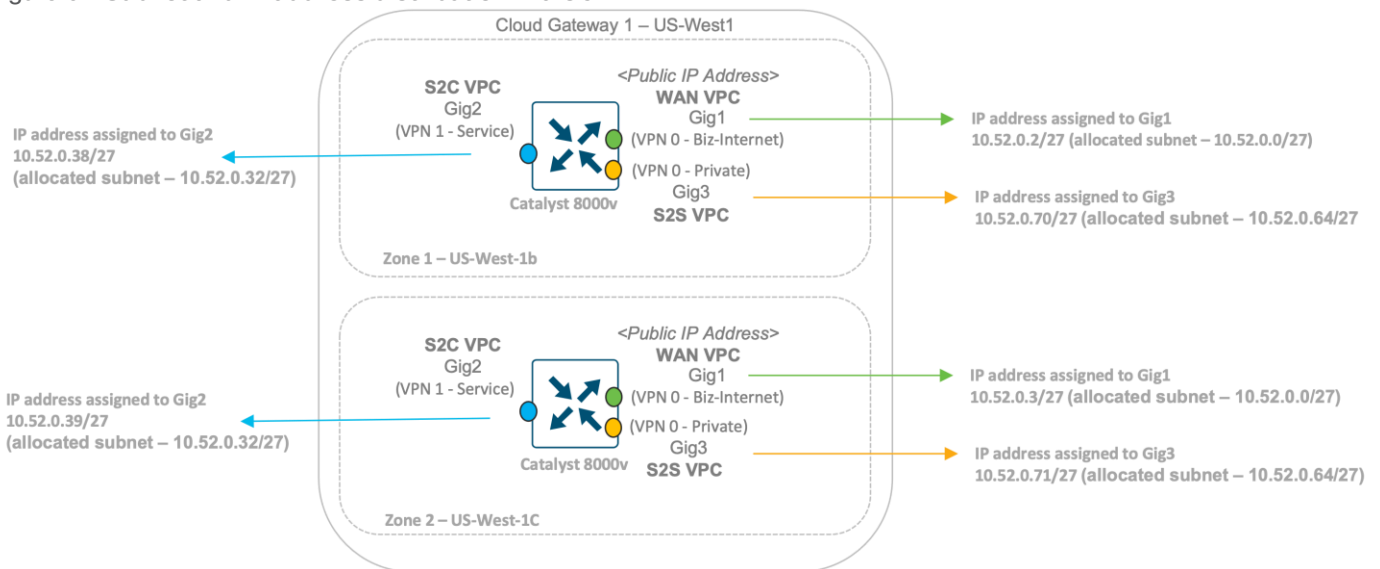 Cloud Gateway 1 – US-West1
S2C VPC
Gig2
(VPN 1 - Service)
<Public IP Address>
WAN VPC
Gig1
(VPN 0 - Biz-Internet)
(VPN 0 - Private)
Gig3
S2S VPC
Catalyst 8000v
Zone 1 – US-West-1b
IP address assigned to Gig2
10.52.0.38/27
(allocated subnet – 10.52.0.32/27)
IP address assigned to Gig1
10.52.0.2/27 (allocated subnet – 10.52.0.0/27)
IP address assigned to Gig3
10.52.0.70/27 (allocated subnet – 10.52.0.64/27
S2C VPC
Gig2
(VPN 1 - Service)
<Public IP Address>
WAN VPC
Gig1
(VPN 0 - Biz-Internet)
(VPN 0 - Private)
Gig3
S2S VPC
Catalyst 8000v
Zone 2 – US-West-1C
IP address assigned to Gig2
10.52.0.39/27
(allocated subnet – 10.52.0.32/27)
IP address assigned to Gig1
10.52.0.3/27 (allocated subnet – 10.52.0.0/27)
IP address assigned to Gig3
10.52.0.71/27 (allocated subnet – 10.52.0.64/27)